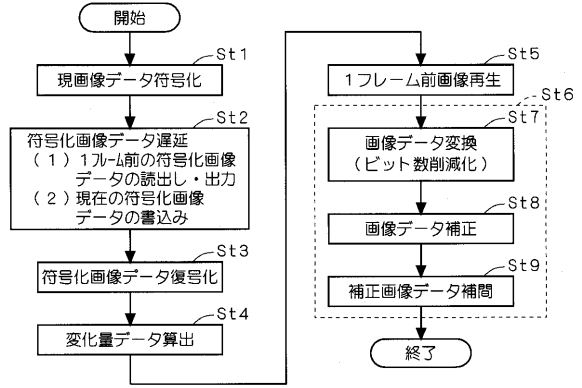 開始
St1
現画像データ符号化
St2
符号化画像データ遅延
(1)1フレーム前の符号化画像
データの読出し・出力
(2)現在の符号化画像
データの書込み
St3
符号化画像データ復号化
St4
変化量データ算出
St5
1フレーム前画像再生
St6
St7
画像データ変換
(ビット数削減化)
St8
画像データ補正
St9
補正画像データ補間
終了